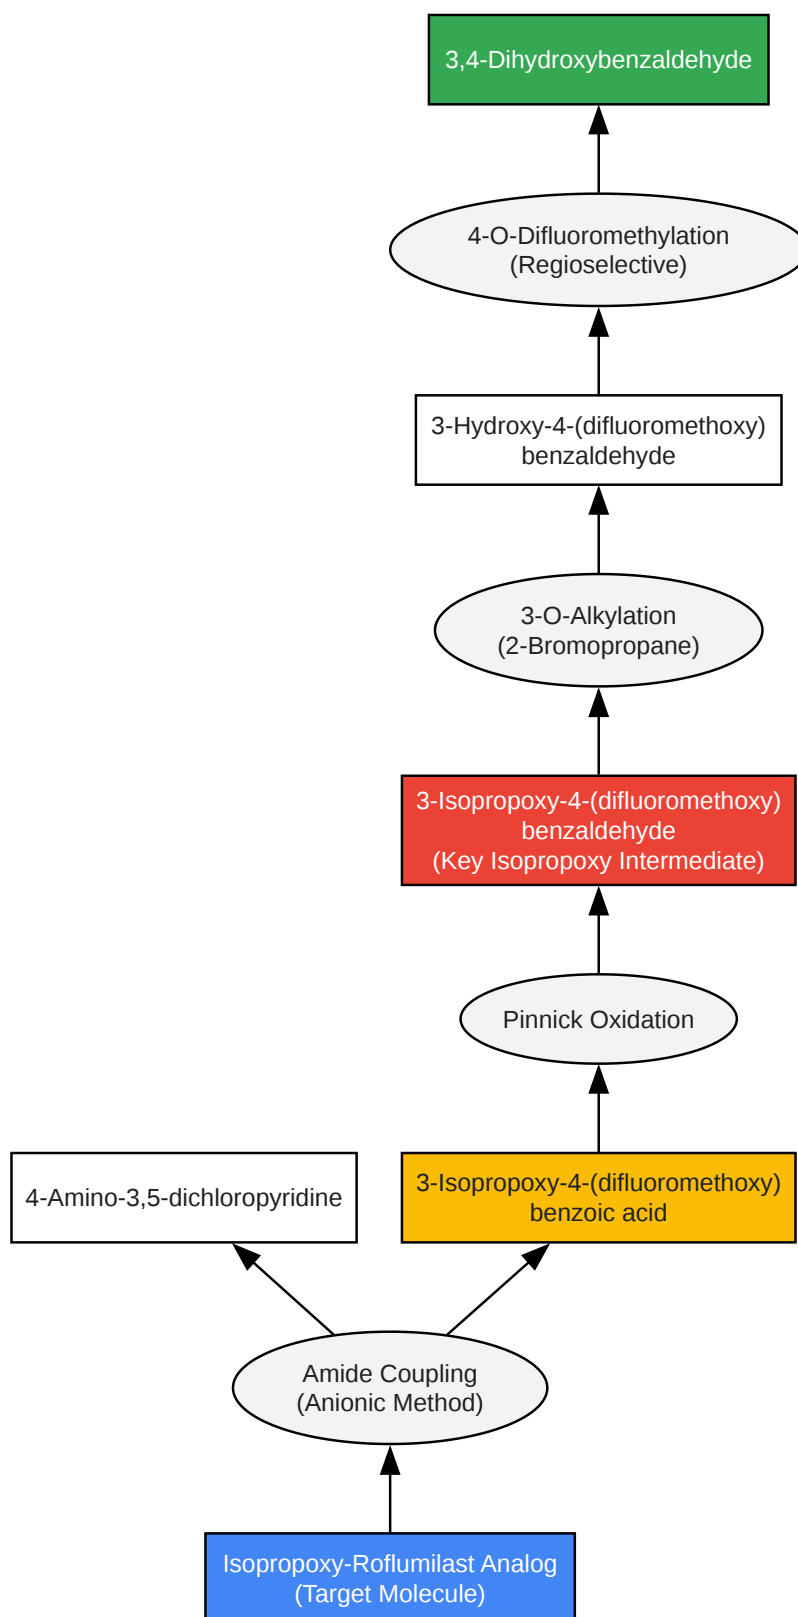 3,4-Dihydroxybenzaldehyde
4-O-Difluoromethylation
(Regioselective)
3-Hydroxy-4-(difluoromethoxy)
benzaldehyde
3-O-Alkylation
(2-Bromopropane)
3-Isopropoxy-4-(difluoromethoxy)
benzaldehyde
(Key Isopropoxy Intermediate)
Pinnick Oxidation
4-Amino-3,5-dichloropyridine
3-Isopropoxy-4-(difluoromethoxy)
benzoic acid
Amide Coupling
(Anionic Method)
Isopropoxy-Roflumilast Analog
(Target Molecule)